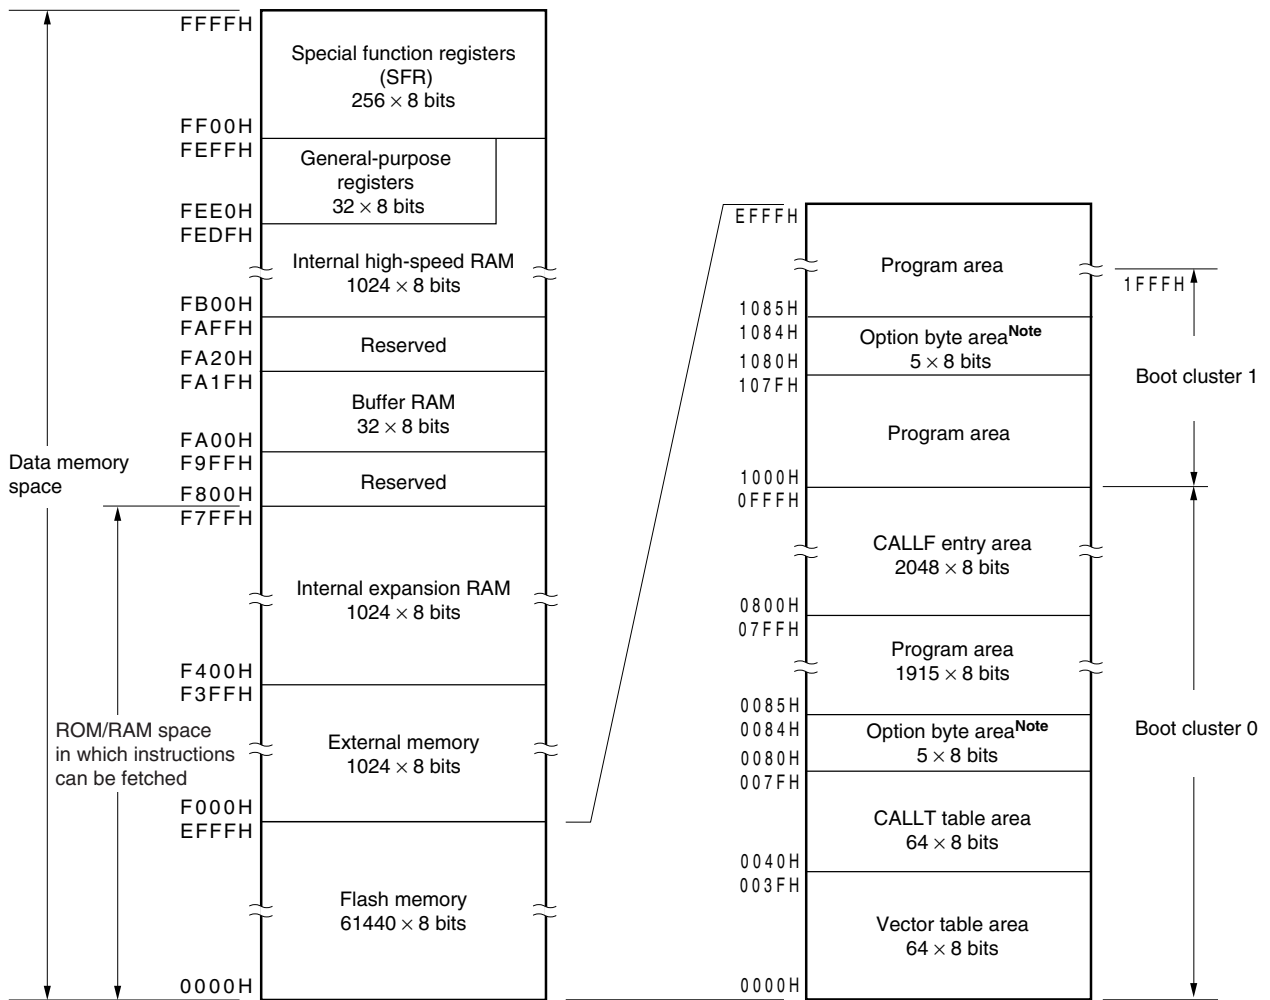 FFFFH
Special function registers
(SFR)
256 × 8 bits
FF00H
FEFFH
General-purpose
registers
32 × 8 bits
FEE0H
FEDFH
Internal high-speed RAM
1024 × 8 bits
FB00H
FAFFH
Reserved
FA20H
FA1FH
Buffer RAM
32 × 8 bits
FA00H
F9FFH
Reserved
F800H
F7FFH
Data memory
space
Internal expansion RAM
1024 × 8 bits
F400H
F3FFH
ROM/RAM space
in which instructions
can be fetched
External memory
1024 × 8 bits
F000H
EFFFH
Flash memory
61440 × 8 bits
0000H
EFFFH
Program area
1FFFH
1085H
1084H
Option byte areaNote
5 × 8 bits
1080H
107FH
Boot cluster 1
Program area
1000H
0FFFH
CALLF entry area
2048 × 8 bits
0800H
07FFH
Program area
1915 × 8 bits
0085H
0084H
Option byte areaNote
5 × 8 bits
Boot cluster 0
0080H
007FH
CALLT table area
64 × 8 bits
0040H
003FH
Vector table area
64 × 8 bits
0000H